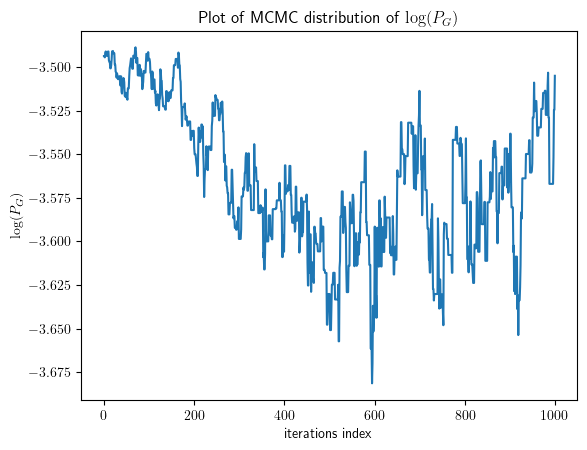 Plot of MCMC distribution of log(P_G)
−3.500
−3.525
−3.550
−3.575
−3.600
−3.625
−3.650
−3.675
log(P_G)
0 200 400 600 800 1000
iterations index